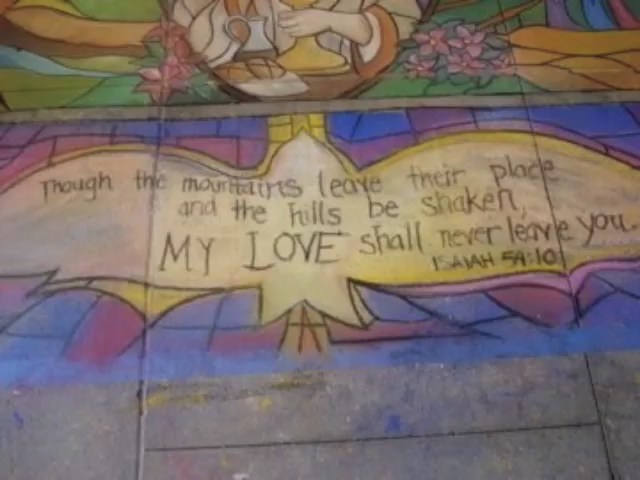 Though the mountains leave their place
and the hills be shaken,
MY LOVE shall never leave you.
ISAIAH 54:10